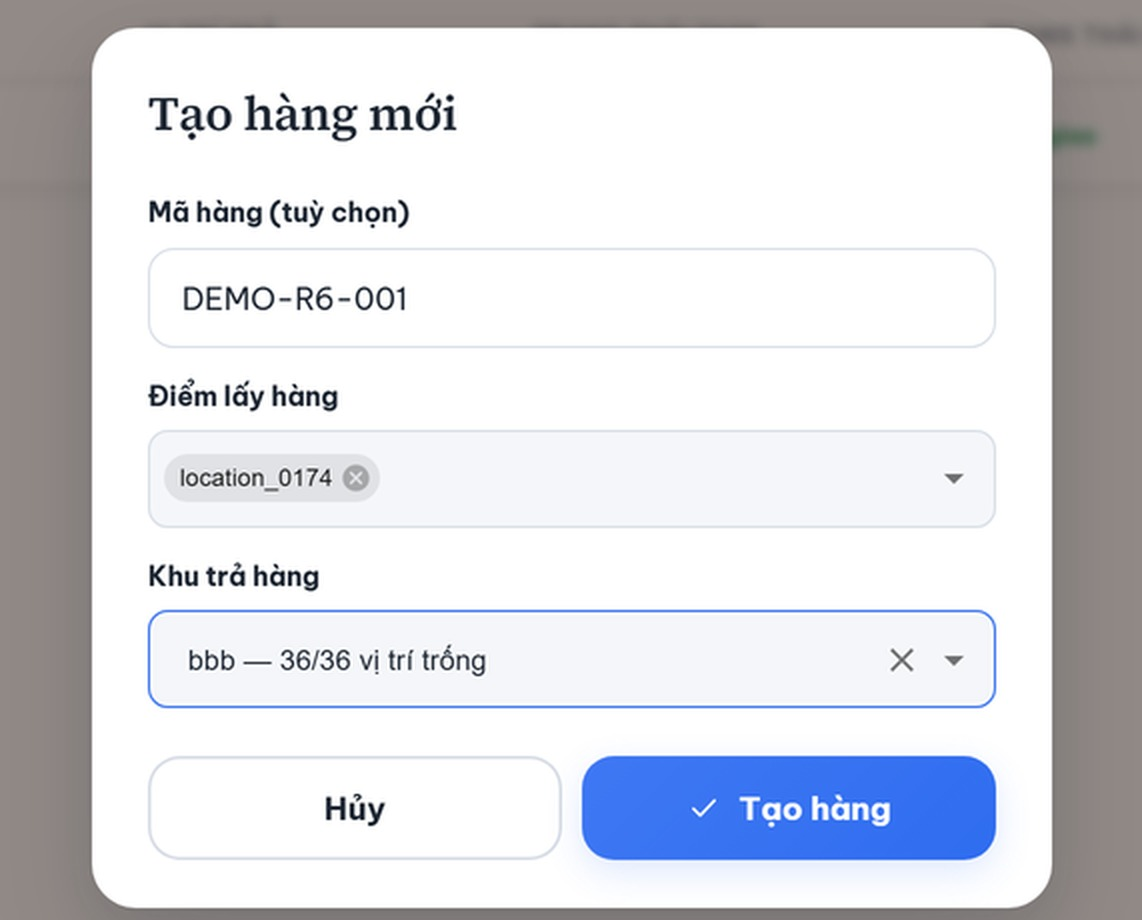 Tạo hàng mới
Mã hàng (tuỳ chọn)
DEMO-R6-001
Điểm lấy hàng
location_0174
Khu trả hàng
bbb — 36/36 vị trí trống
Hủy
Tạo hàng